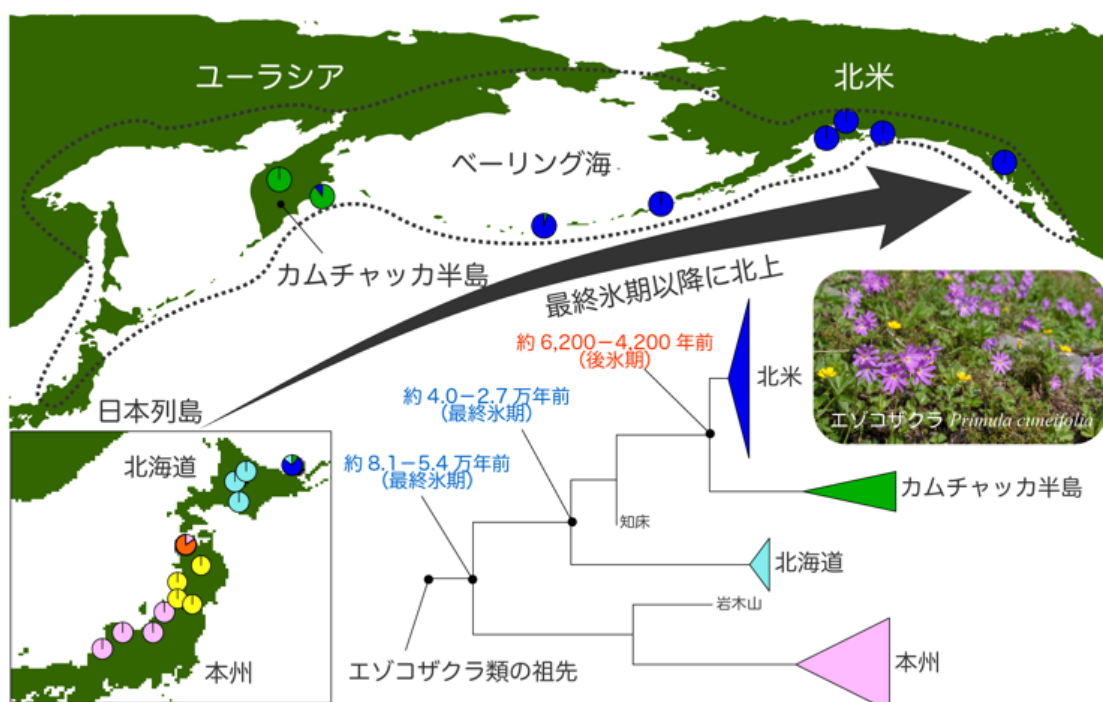 ユーラシア
北米
ベーリング海
カムチャッカ半島
最終氷期以降に北上
日本列島
北海道
本州
約 6,200－4,200 年前
（後氷期）
約 4.0－2.7 万年前
（最終氷期）
約 8.1－5.4 万年前
（最終氷期）
北米
エゾコザクラ Primula cuneifolia
カムチャッカ半島
知床
北海道
岩木山
本州
エゾコザクラ類の祖先